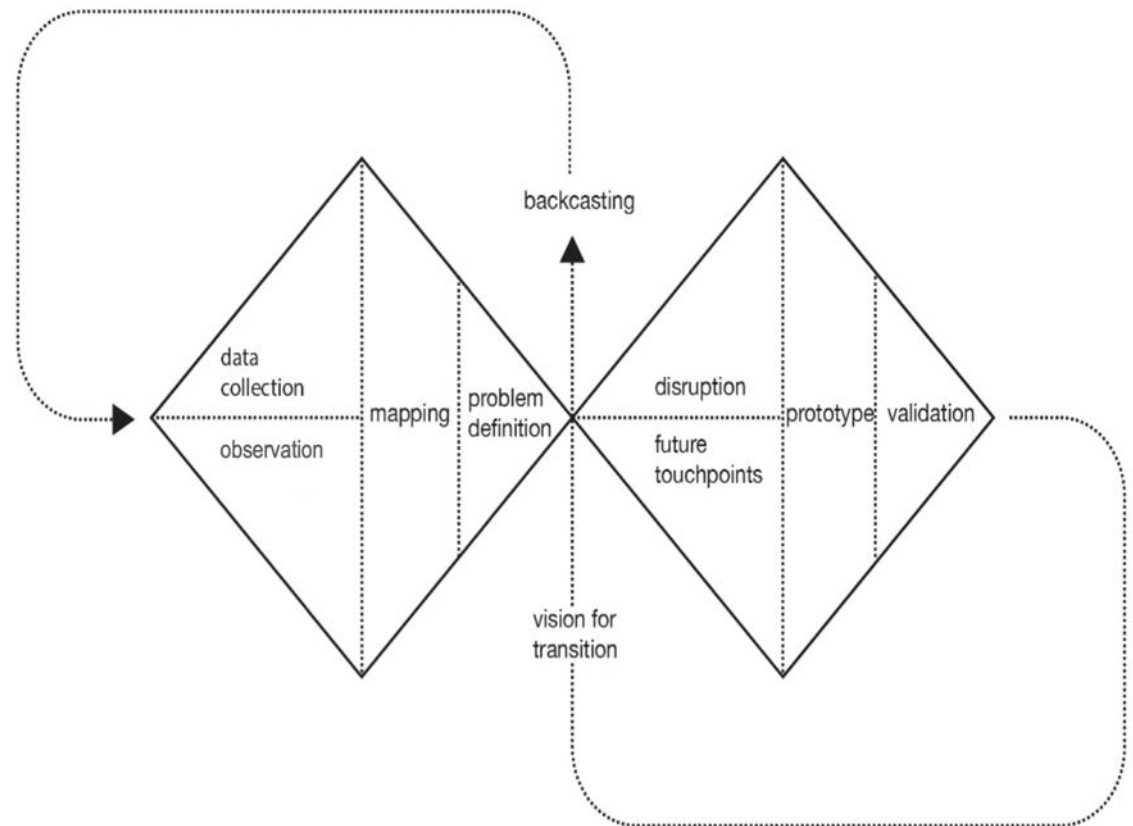 backcasting
data
collection
observation
mapping
problem
definition
disruption
future
touchpoints
prototype
validation
vision for
transition